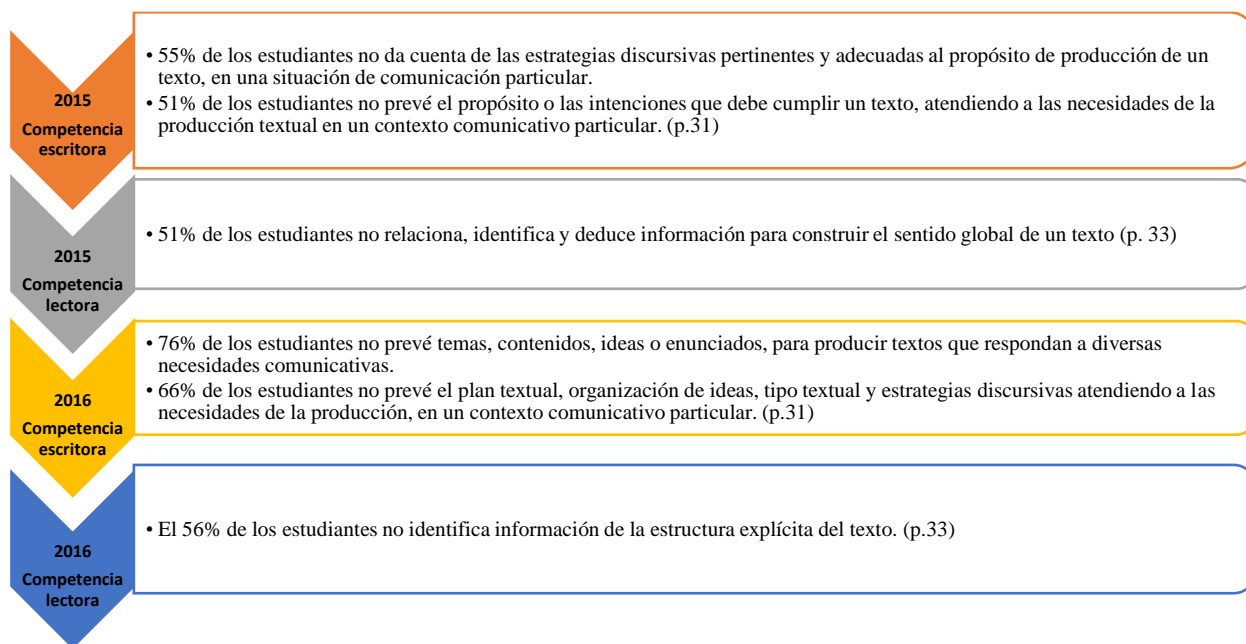 2015
Competencia
escritora
• 55% de los estudiantes no da cuenta de las estrategias discursivas pertinentes y adecuadas al propósito de producción de un
texto, en una situación de comunicación particular.
• 51% de los estudiantes no prevé el propósito o las intenciones que debe cumplir un texto, atendiendo a las necesidades de la
producción textual en un contexto comunicativo particular. (p.31)
2015
Competencia
lectora
• 51% de los estudiantes no relaciona, identifica y deduce información para construir el sentido global de un texto (p. 33)
2016
Competencia
escritora
• 76% de los estudiantes no prevé temas, contenidos, ideas o enunciados, para producir textos que respondan a diversas
necesidades comunicativas.
• 66% de los estudiantes no prevé el plan textual, organización de ideas, tipo textual y estrategias discursivas atendiendo a las
necesidades de la producción, en un contexto comunicativo particular. (p.31)
2016
Competencia
lectora
• El 56% de los estudiantes no identifica información de la estructura explícita del texto. (p.33)